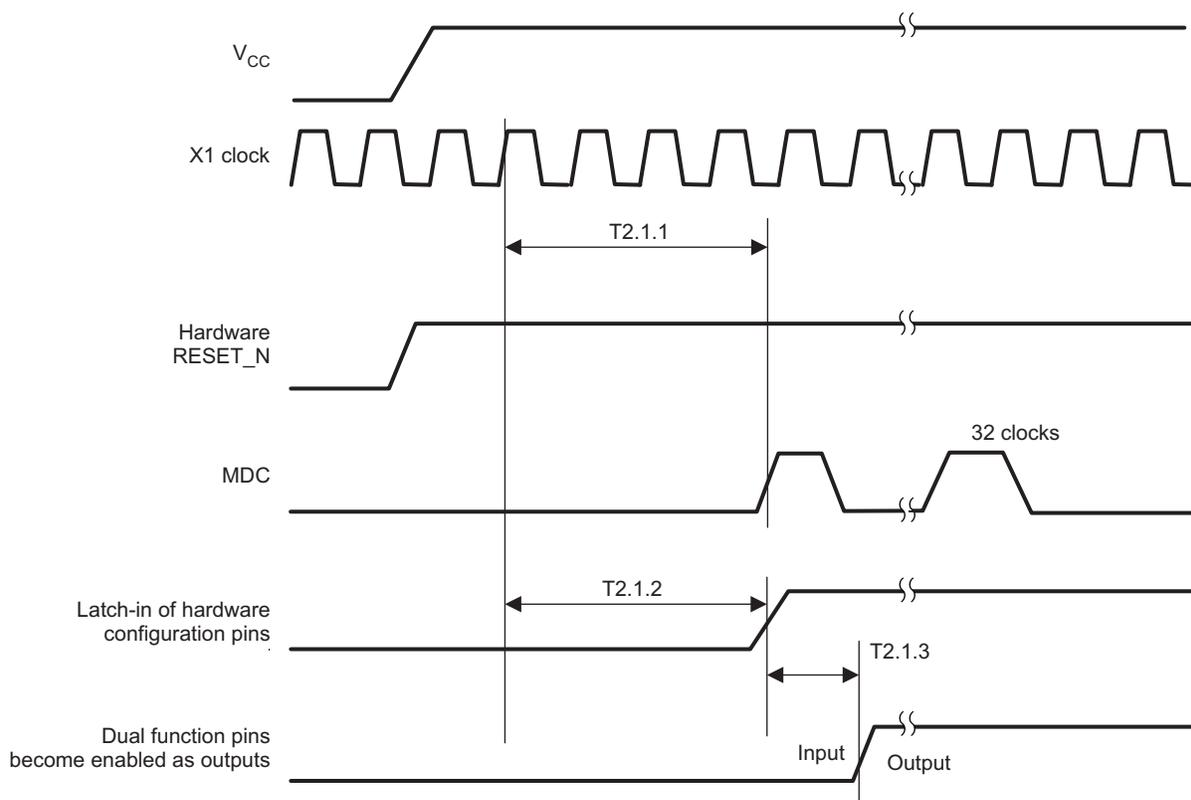 VCC
X1 clock
T2.1.1
Hardware
RESET_N
32 clocks
MDC
T2.1.2
Latch-in of hardware
configuration pins
T2.1.3
Dual function pins
become enabled as outputs
Input
Output